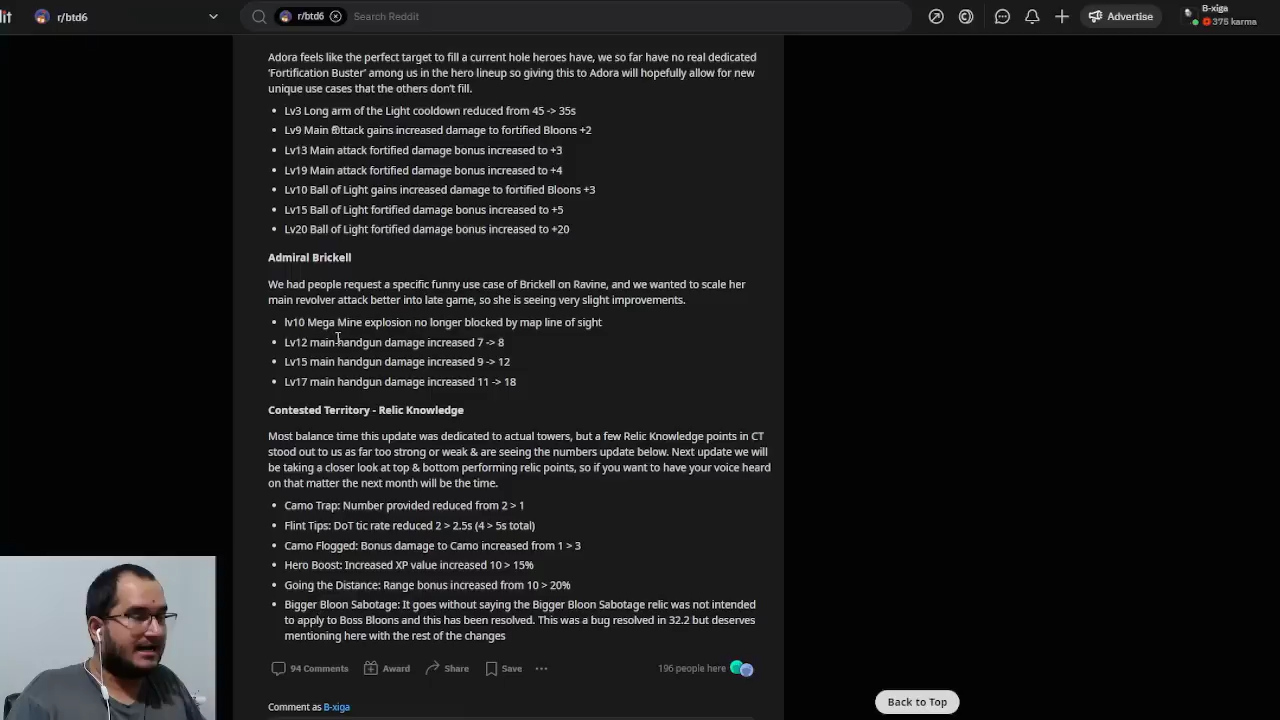 it
r/btd6
r/btd6
Search Reddit
Advertise
B-xiga
375 karma
Adora feels like the perfect target to fill a current hole heroes have, we so far have no real dedicated
'Fortification Buster' among us in the hero lineup so giving this to Adora will hopefully allow for new
unique use cases that the others don't fill.
• Lv3 Long arm of the Light cooldown reduced from 45 -> 35s
• Lv9 Main attack gains increased damage to fortified Bloons +2
• Lv13 Main attack fortified damage bonus increased to +3
• Lv19 Main attack fortified damage bonus increased to +4
• Lv10 Ball of Light gains increased damage to fortified Bloons +3
• Lv15 Ball of Light fortified damage bonus increased to +5
• Lv20 Ball of Light fortified damage bonus increased to +20
Admiral Brickell
We had people request a specific funny use case of Brickell on Ravine, and we wanted to scale her
main revolver attack better into late game, so she is seeing very slight improvements.
• lv10 Mega Mine explosion no longer blocked by map line of sight
• Lv12 main handgun damage increased 7 -> 8
• Lv15 main handgun damage increased 9 -> 12
• Lv17 main handgun damage increased 11 -> 18
Contested Territory - Relic Knowledge
Most balance time this update was dedicated to actual towers, but a few Relic Knowledge points in CT
stood out to us as far too strong or weak & are seeing the numbers update below. Next update we will
be taking a closer look at top & bottom performing relic points, so if you want to have your voice heard
on that matter the next month will be the time.
• Camo Trap: Number provided reduced from 2 > 1
• Flint Tips: DoT tic rate reduced 2 > 2.5s (4 > 5s total)
• Camo Flogged: Bonus damage to Camo increased from 1 > 3
• Hero Boost: Increased XP value increased 10 > 15%
• Going the Distance: Range bonus increased from 10 > 20%
• Bigger Bloon Sabotage: It goes without saying the Bigger Bloon Sabotage relic was not intended
to apply to Boss Bloons and this has been resolved. This was a bug resolved in 32.2 but deserves
mentioning here with the rest of the changes
94 Comments
Award
Share
Save
196 people here
Back to Top
Comment as B-xiga